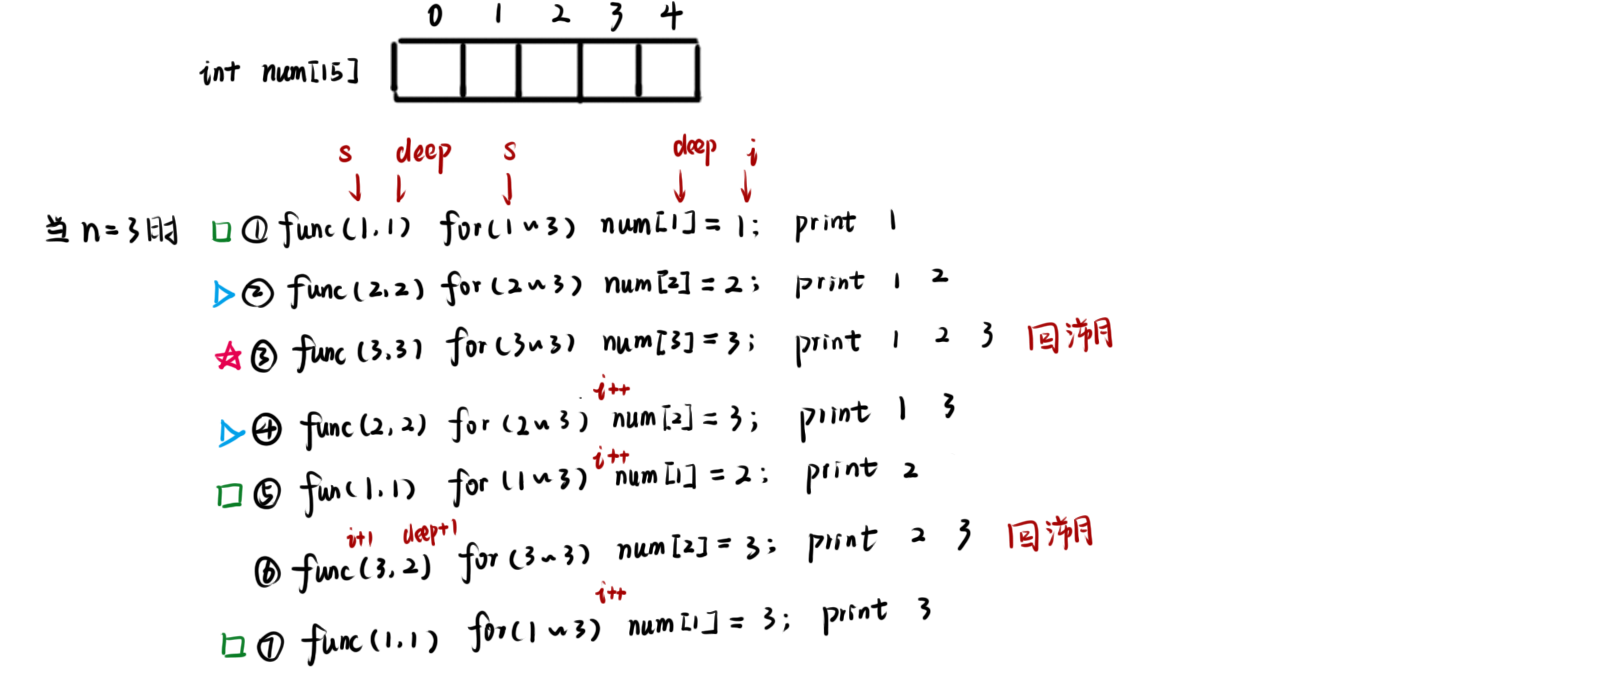 0 1 2 3 4
int num[15]
s deep s deep i
当 n=3时 ① func(1,1) for(1~3) num[1]=1; print 1
② func(2,2) for(2~3) num[2]=2; print 1 2
③ func(3,3) for(3~3) num[3]=3; print 1 2 3 回溯
i++
④ func(2,2) for(2~3) num[2]=3; print 1 3
i++
⑤ fun(1,1) for(1~3) num[1]=2; print 2
i+1 deep+1
⑥ func(3,2) for(3~3) num[2]=3; print 2 3 回溯
i++
⑦ func(1,1) for(1~3) num[1]=3; print 3